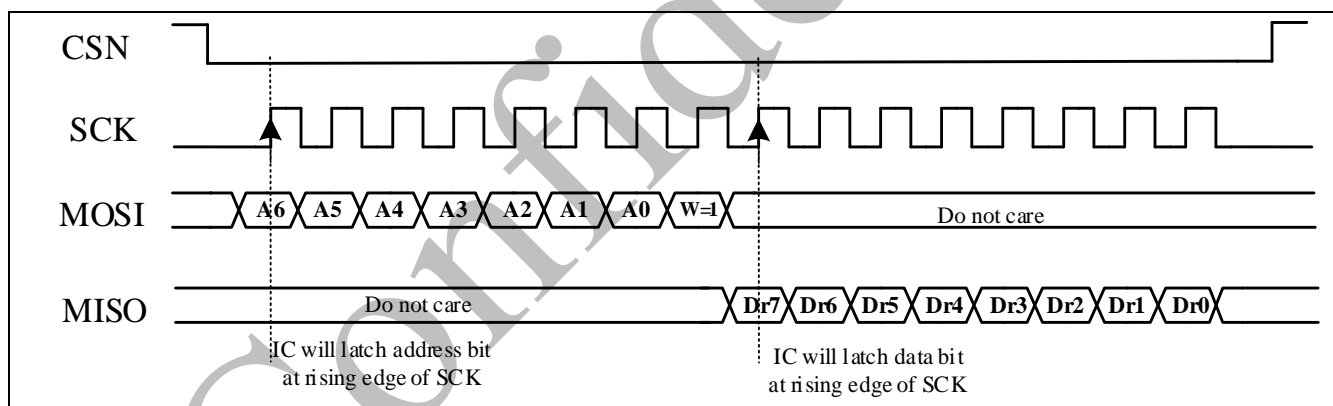 Confidential
CSN
SCK
MOSI
A6 A5 A4 A3 A2 A1 A0 W=1 Do not care
MISO
Do not care Dr7 Dr6 Dr5 Dr4 Dr3 Dr2 Dr1 Dr0
IC will latch address bit
at rising edge of SCK
IC will latch data bit
at rising edge of SCK